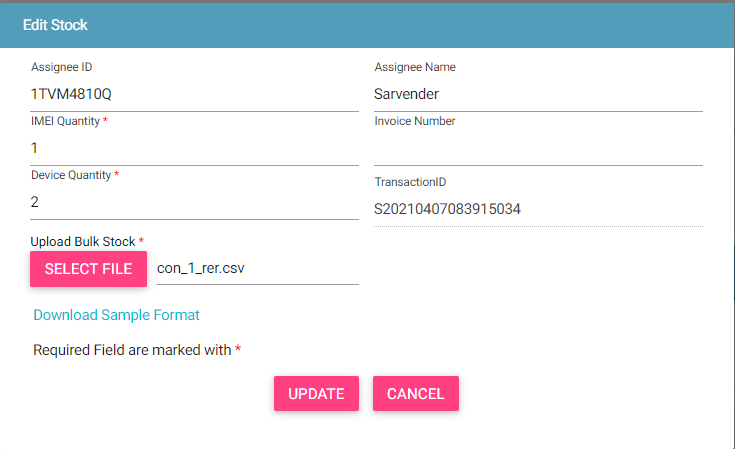 Edit Stock
Assignee ID
Assignee Name
1TVM4810Q
Sarvender
IMEI Quantity *
Invoice Number
1
Device Quantity *
TransactionID
2
S20210407083915034
Upload Bulk Stock *
SELECT FILE
con_1_rer.csv
Download Sample Format
Required Field are marked with *
UPDATE
CANCEL